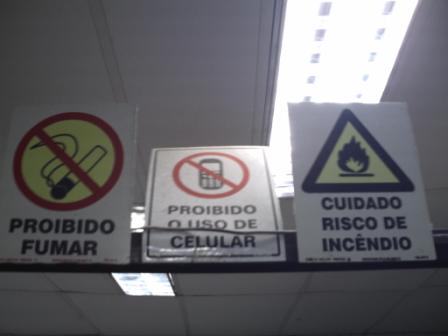 PROIBIDO
FUMAR
PROIBIDO
O USO DE
CELULAR
CUIDADO
RISCO DE
INCÊNDIO